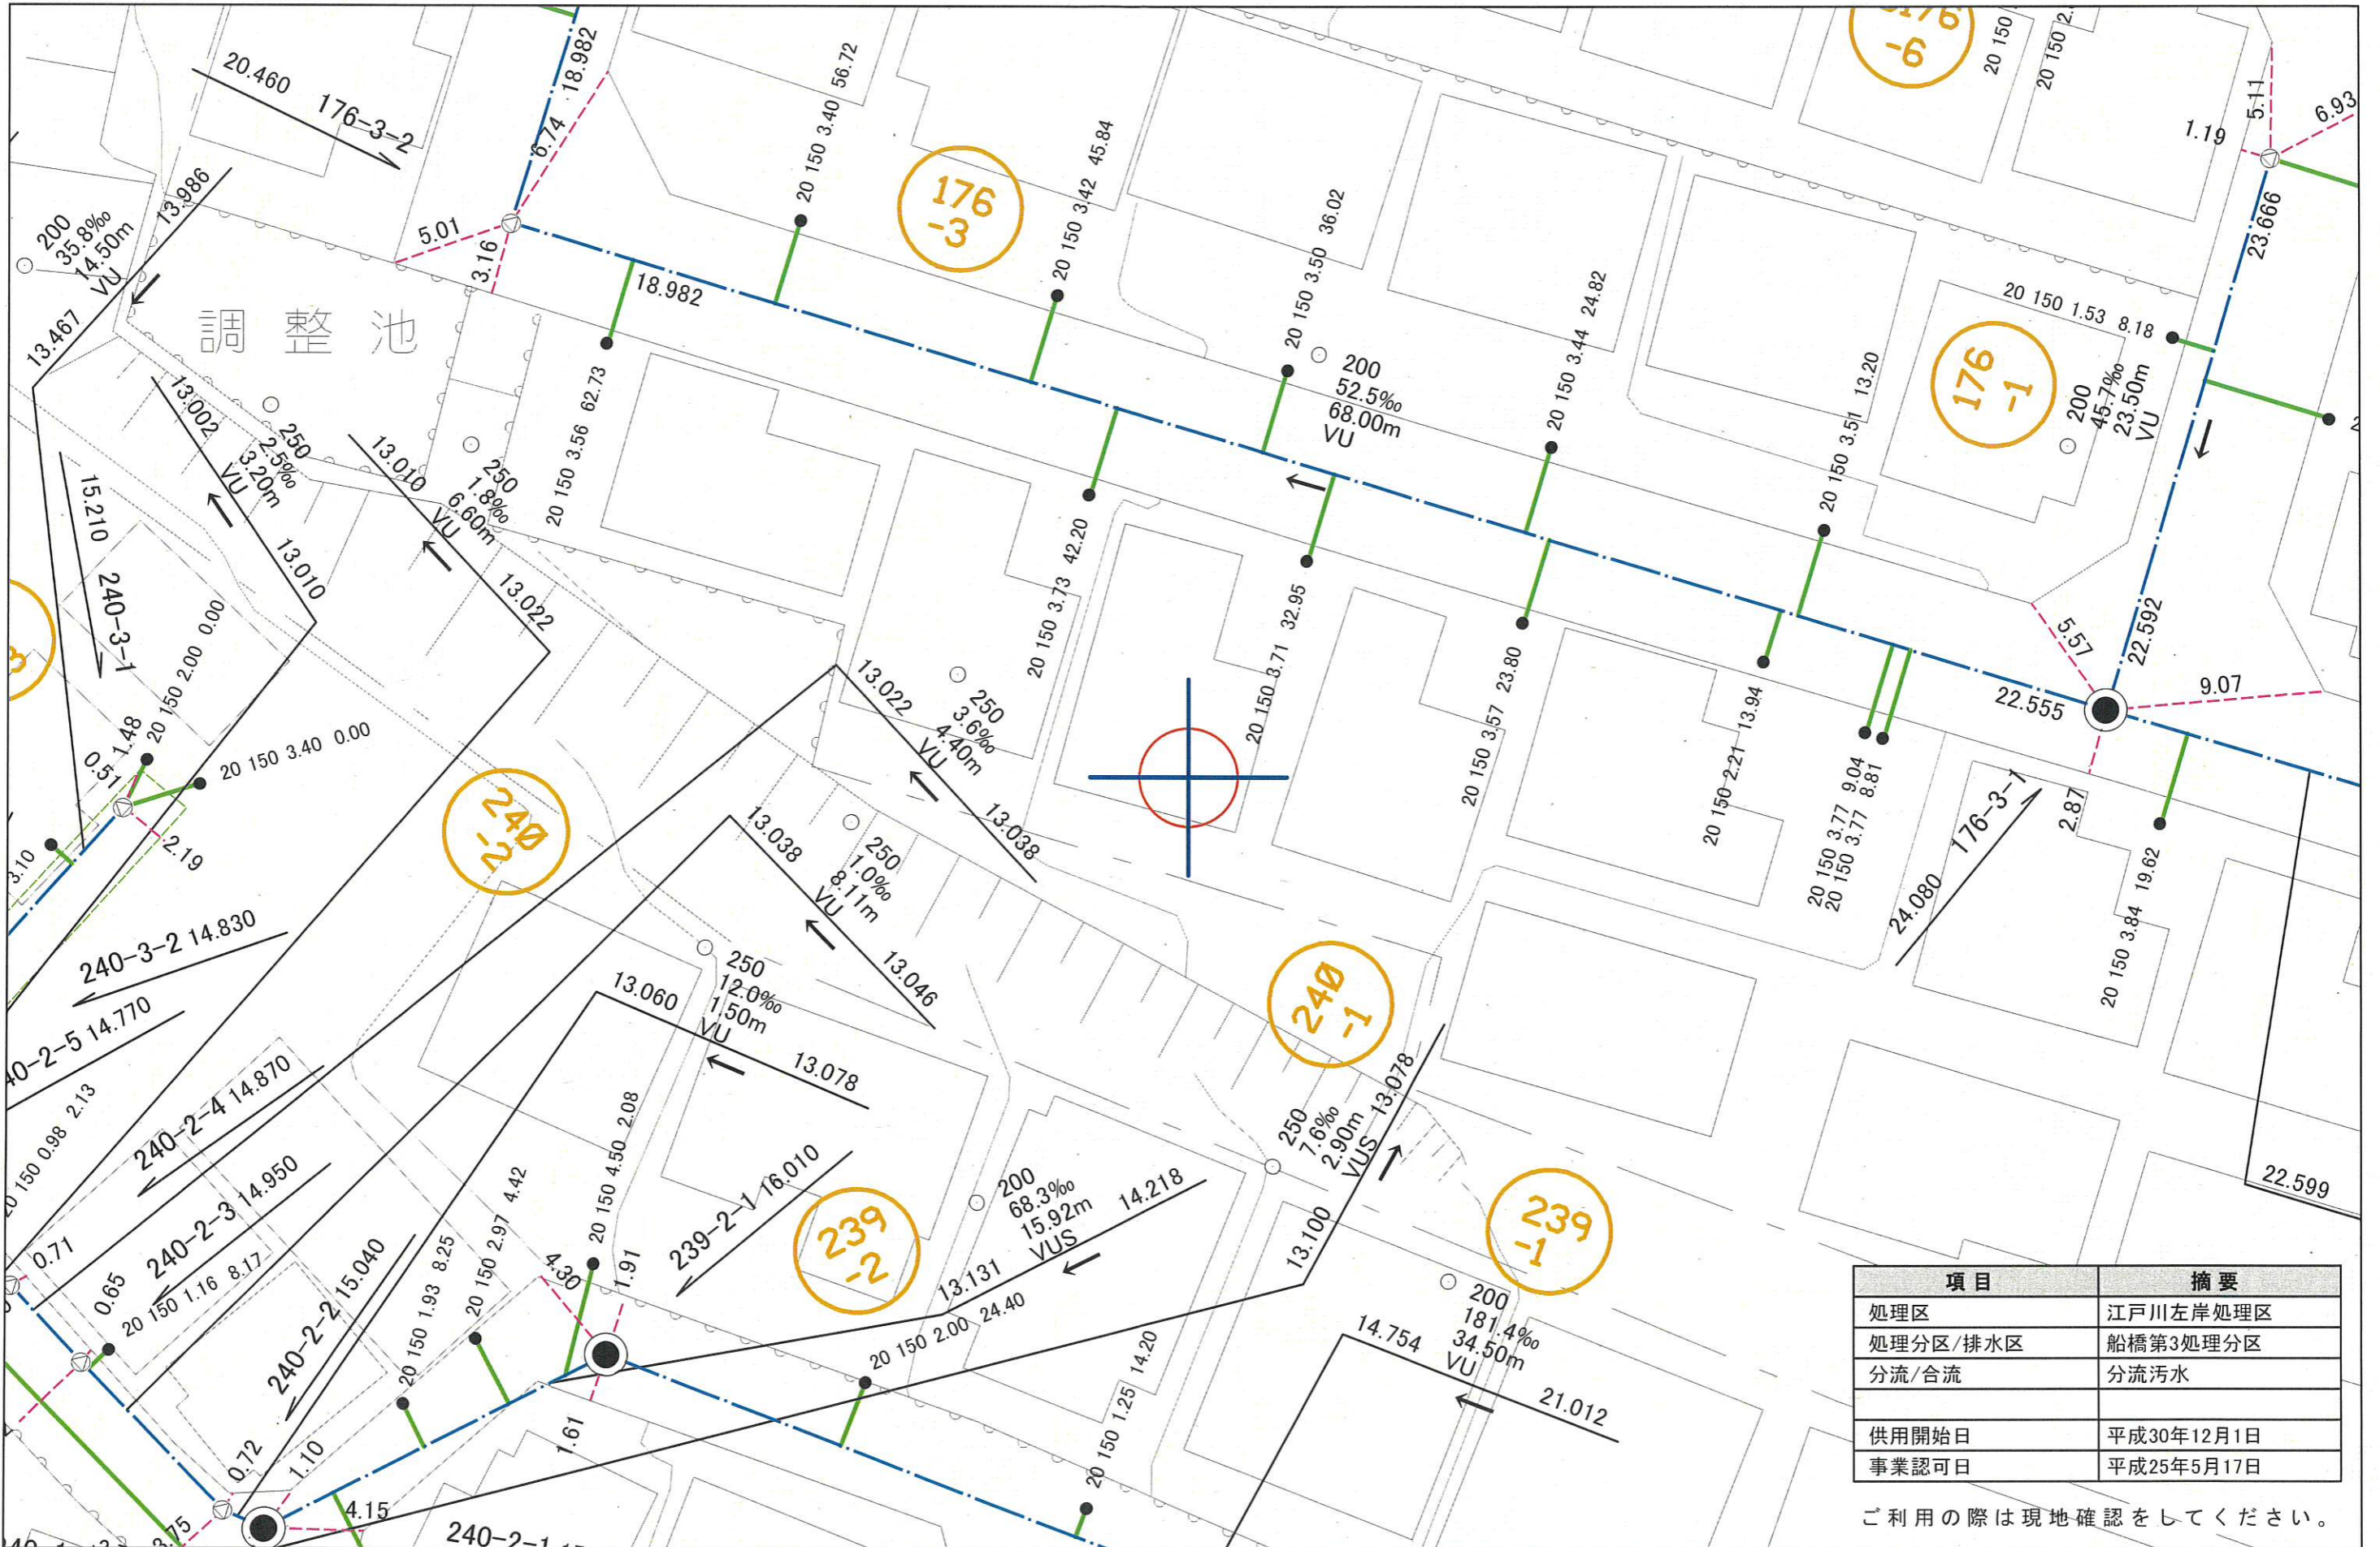 20.460
176-3-2
13.986
200
35.8‰
14.50m
VU
13.467
調整池
18.982
6.74
5.01
3.16
18.982
20 150 3.40 56.72
176
-3
20 150 3.42 45.84
20 150 3.50 36.02
200
52.5‰
68.00m
VU
20 150 3.44 24.82
20 150 3.51 13.20
-6
20 150
1.19
5.11
6.93
23.666
20 150 1.53 8.18
176
-1
200
45.7‰
23.50m
VU
22.592
5.57
9.07
22.555
2.87
176-3-1
24.080
20 150 3.84 19.62
22.599
20 150 3.56 62.73
20 150 3.73 42.20
20 150 3.71 32.95
20 150 3.57 23.80
20 150 2.21 13.94
20 150 3.77 9.04
20 150 3.77 8.81
13.002
250
2.5‰
3.20m
VU
13.010
13.010
250
1.8‰
6.60m
VU
13.022
13.022
250
3.6‰
4.40m
VU
13.038
13.038
250
1.0‰
8.11m
VU
13.046
13.060
250
12.0‰
1.50m
VU
13.078
15.210
240-3-1
20 150 2.00 0.00
1.48
0.51
20 150 3.40 0.00
2.19
3.10
240
-2
240-3-2 14.830
40-2-5 14.770
240-2-4 14.870
240-2-3 14.950
240-2-2 15.040
20 150 0.98 2.13
0.71
0.65
20 150 1.16 8.17
20 150 1.93 8.25
20 150 2.97 4.42
20 150 4.50 2.08
4.30
1.91
1.61
0.72
1.10
4.15
3.75
240-2-1
239-2-1 16.010
239
-2
200
68.3‰
15.92m
VUS
14.218
13.131
20 150 2.00 24.40
20 150 1.25 14.20
240
-1
250
7.6‰
2.90m
VUS
13.078
13.100
239
-1
200
181.4‰
34.50m
VU
14.754
21.012
項目 摘要
処理区 江戸川左岸処理区
処理分区/排水区 船橋第3処理分区
分流/合流 分流汚水
供用開始日 平成30年12月1日
事業認可日 平成25年5月17日
ご利用の際は現地確認をしてください。